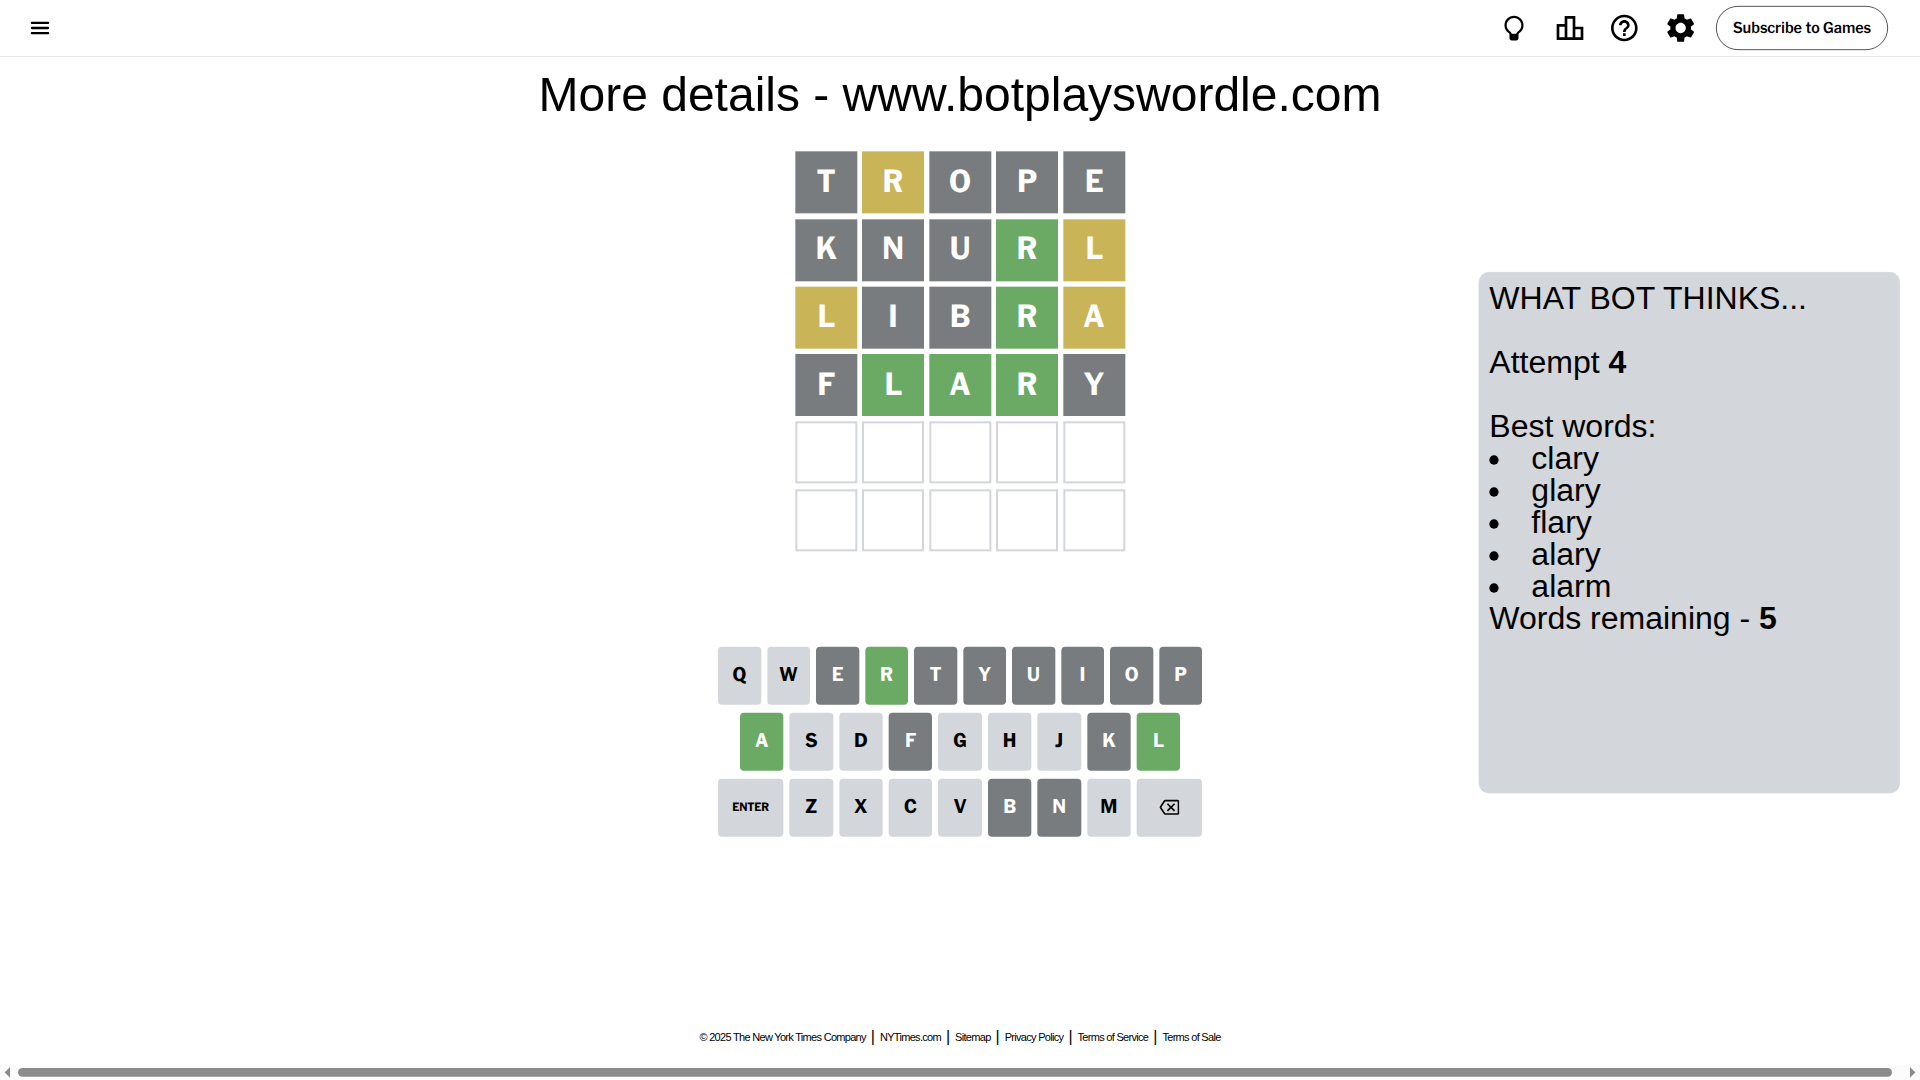 Subscribe to Games
More details - www.botplayswordle.com
T R O P E
K N U R L
L I B R A
F L A R Y
WHAT BOT THINKS...
Attempt 4
Best words:
• clary
• glary
• flary
• alary
• alarm
Words remaining - 5
Q W E R T Y U I O P
A S D F G H J K L
ENTER Z X C V B N M
© 2025 The New York Times Company | NYTimes.com | Sitemap | Privacy Policy | Terms of Service | Terms of Sale